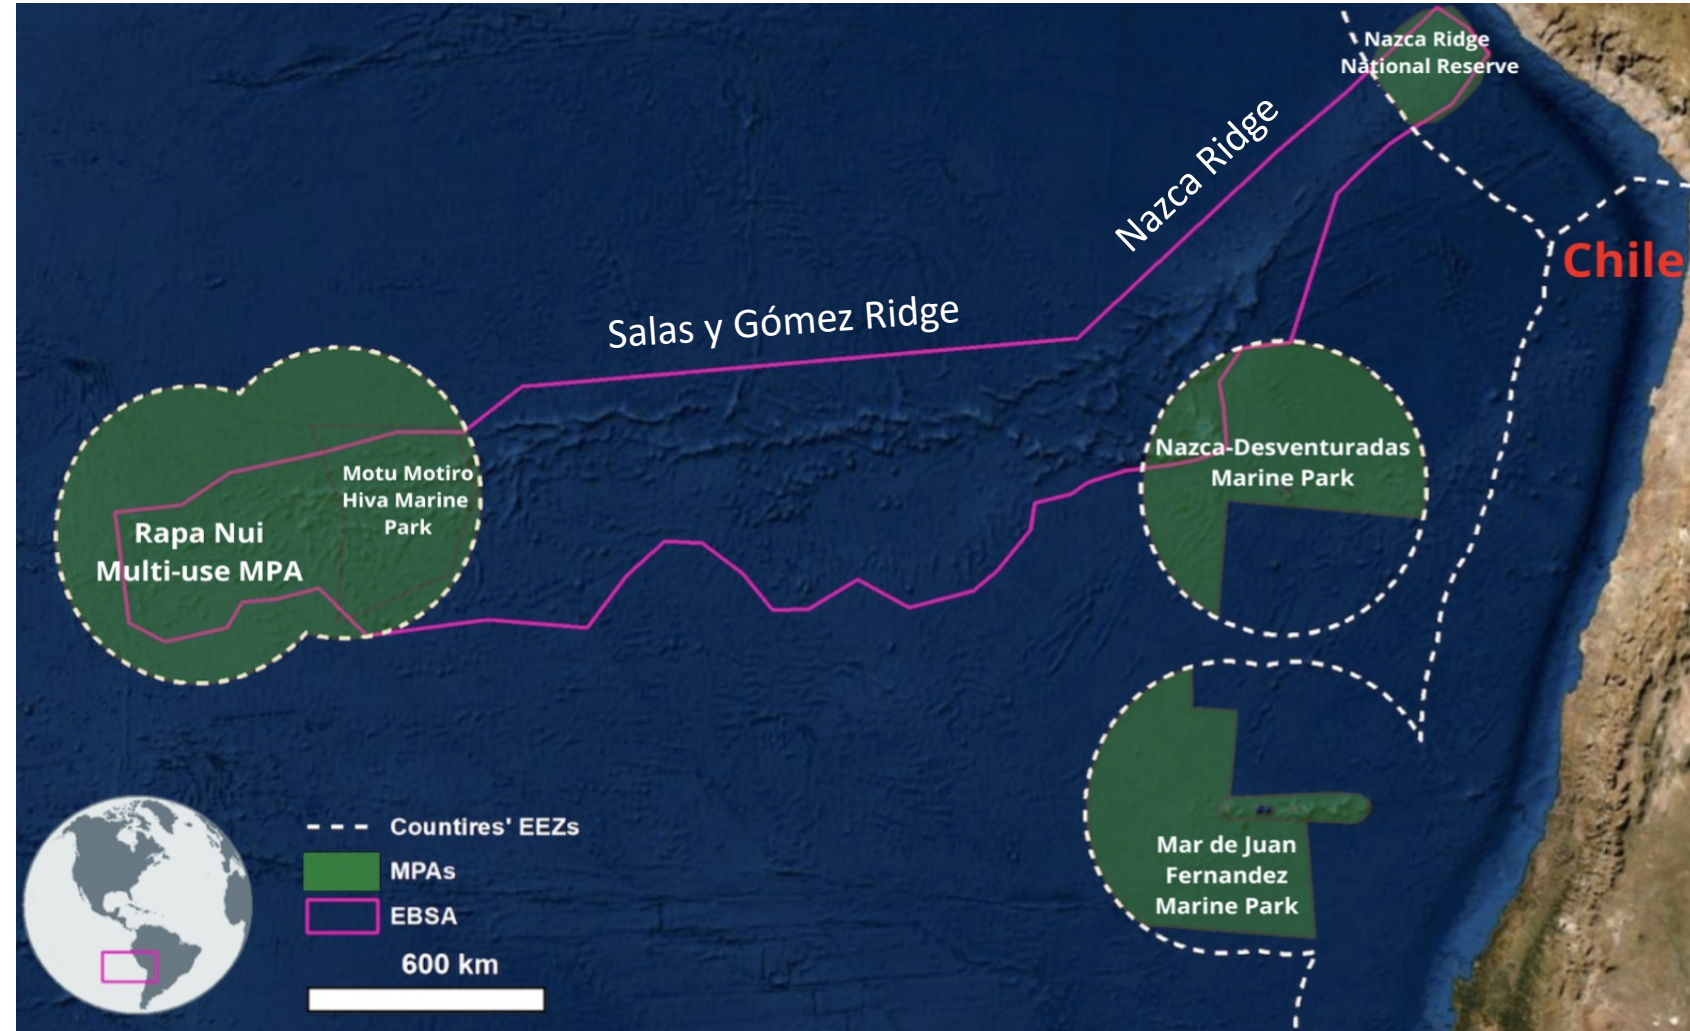 Nazca Ridge
National Reserve
Nazca Ridge
Chile
Salas y Gómez Ridge
Nazca-Desventuradas
Marine Park
Motu Motiro
Hiva Marine
Park
Rapa Nui
Multi-use MPA
Mar de Juan
Fernandez
Marine Park
Countires' EEZs
MPAs
EBSA
600 km